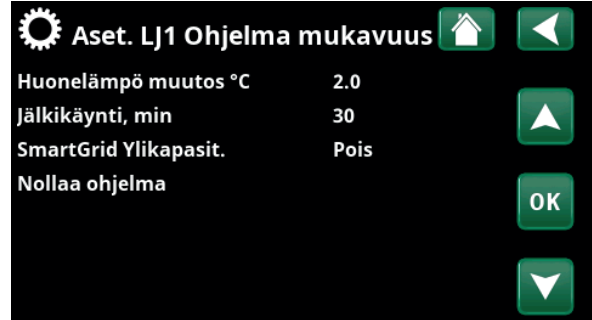 Aset. LJ1 Ohjelma mukavuus
Huonelämpö muutos °C 2.0
Jälkikäynti, min 30
SmartGrid Ylikapasit. Pois
Nollaa ohjelma
OK